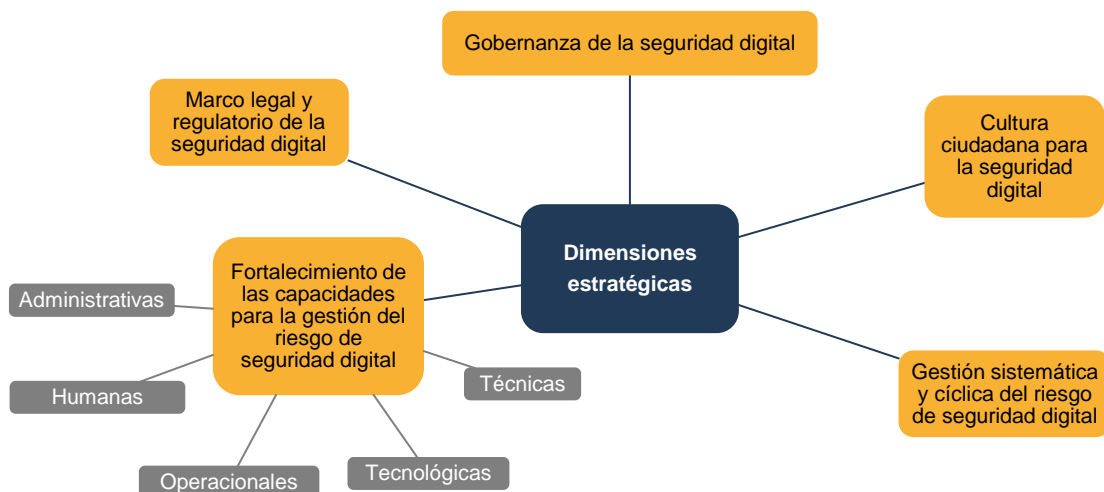 Gobernanza de la seguridad digital
Marco legal y
regulatorio de la
seguridad digital
Cultura
ciudadana para
la seguridad
digital
Dimensiones
estratégicas
Fortalecimiento de
las capacidades
para la gestión del
riesgo de
seguridad digital
Administrativas
Humanas
Operacionales
Tecnológicas
Técnicas
Gestión sistemática
y cíclica del riesgo
de seguridad digital